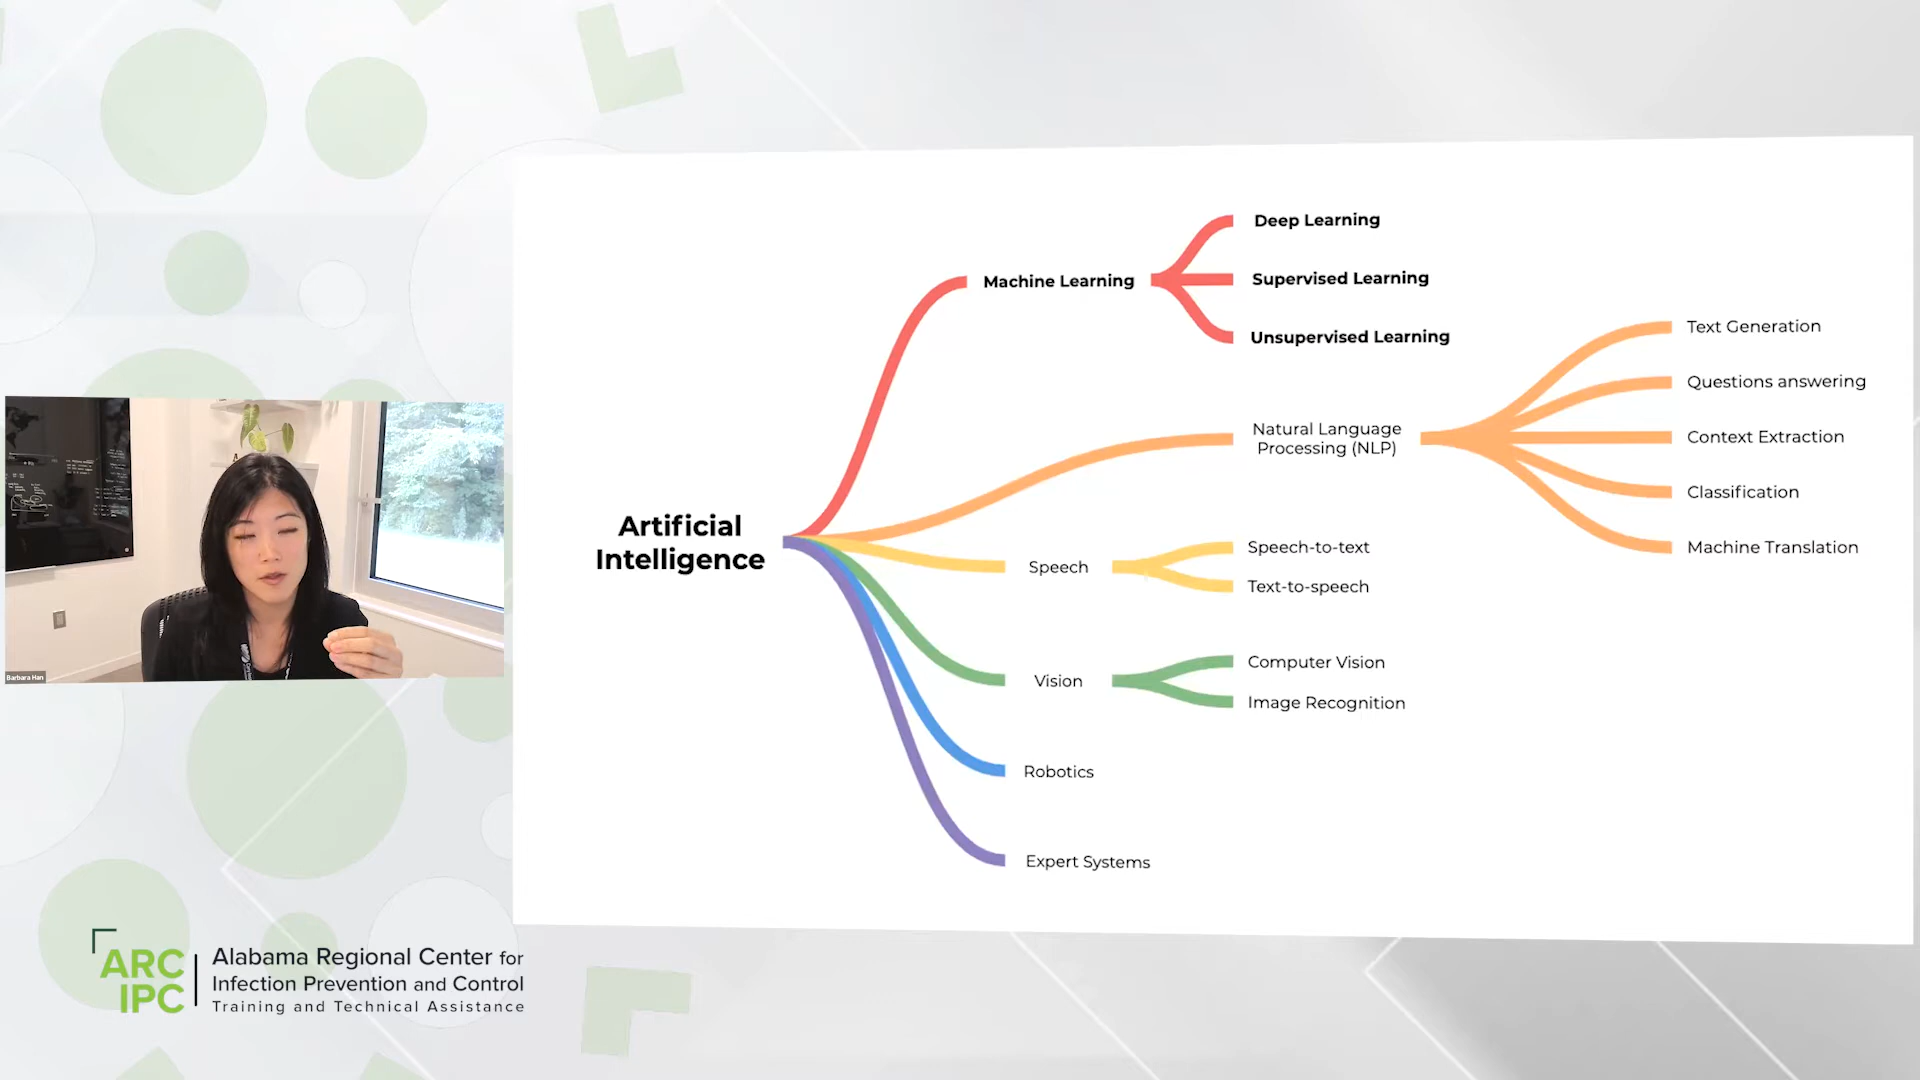 Deep Learning
Machine Learning
Supervised Learning
Unsupervised Learning
Text Generation
Questions answering
Natural Language
Processing (NLP)
Context Extraction
Classification
Machine Translation
Artificial
Intelligence
Speech
Speech-to-text
Text-to-speech
Vision
Computer Vision
Image Recognition
Robotics
Expert Systems
Barbara Han
ARC
IPC
Alabama Regional Center for
Infection Prevention and Control
Training and Technical Assistance